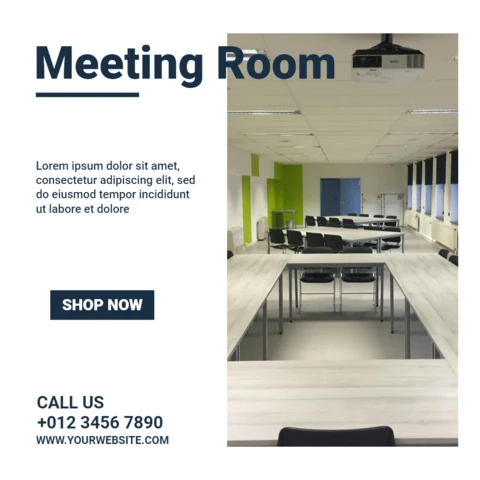 Meeting Room
Lorem ipsum dolor sit amet,
consectetur adipiscing elit, sed
do eiusmod tempor incididunt
ut labore et dolore
SHOP NOW
CALL US
+012 3456 7890
WWW.YOURWEBSITE.COM